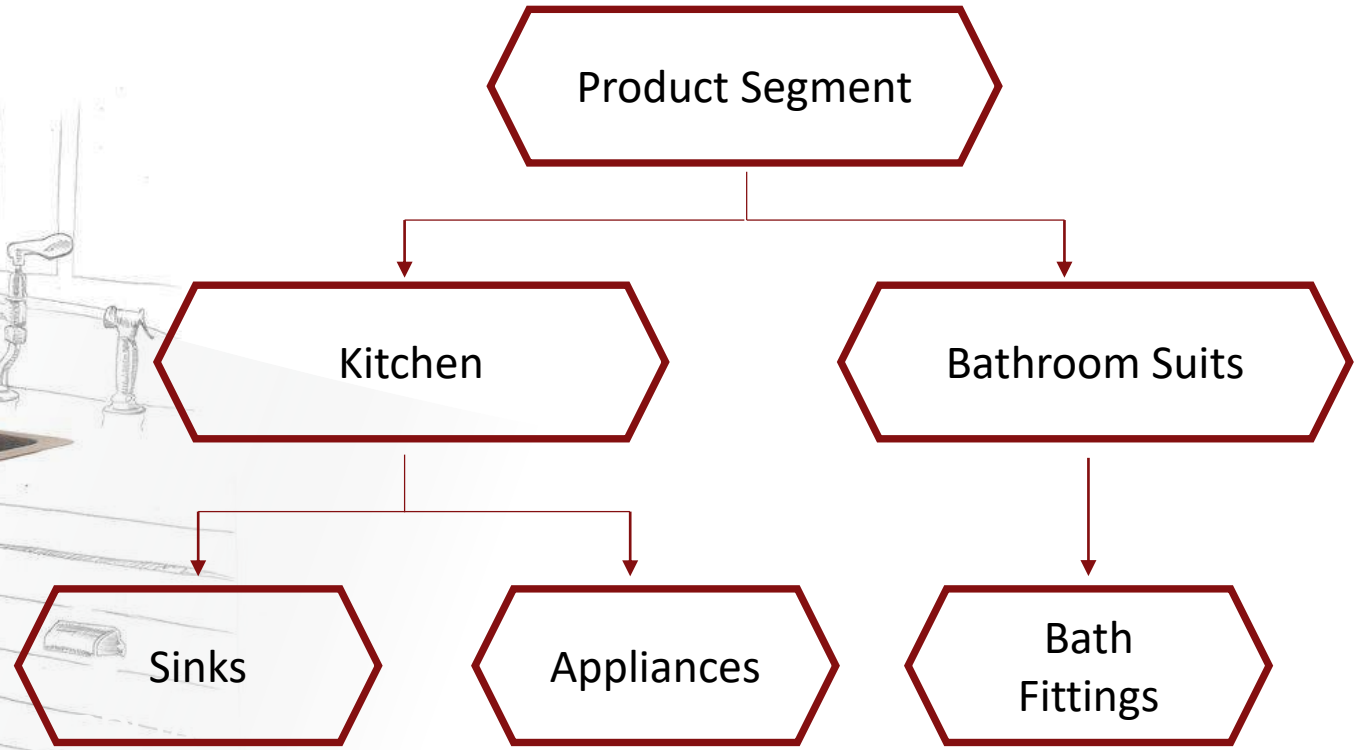 Product Segment
Kitchen
Bathroom Suits
Sinks
Appliances
Bath
Fittings